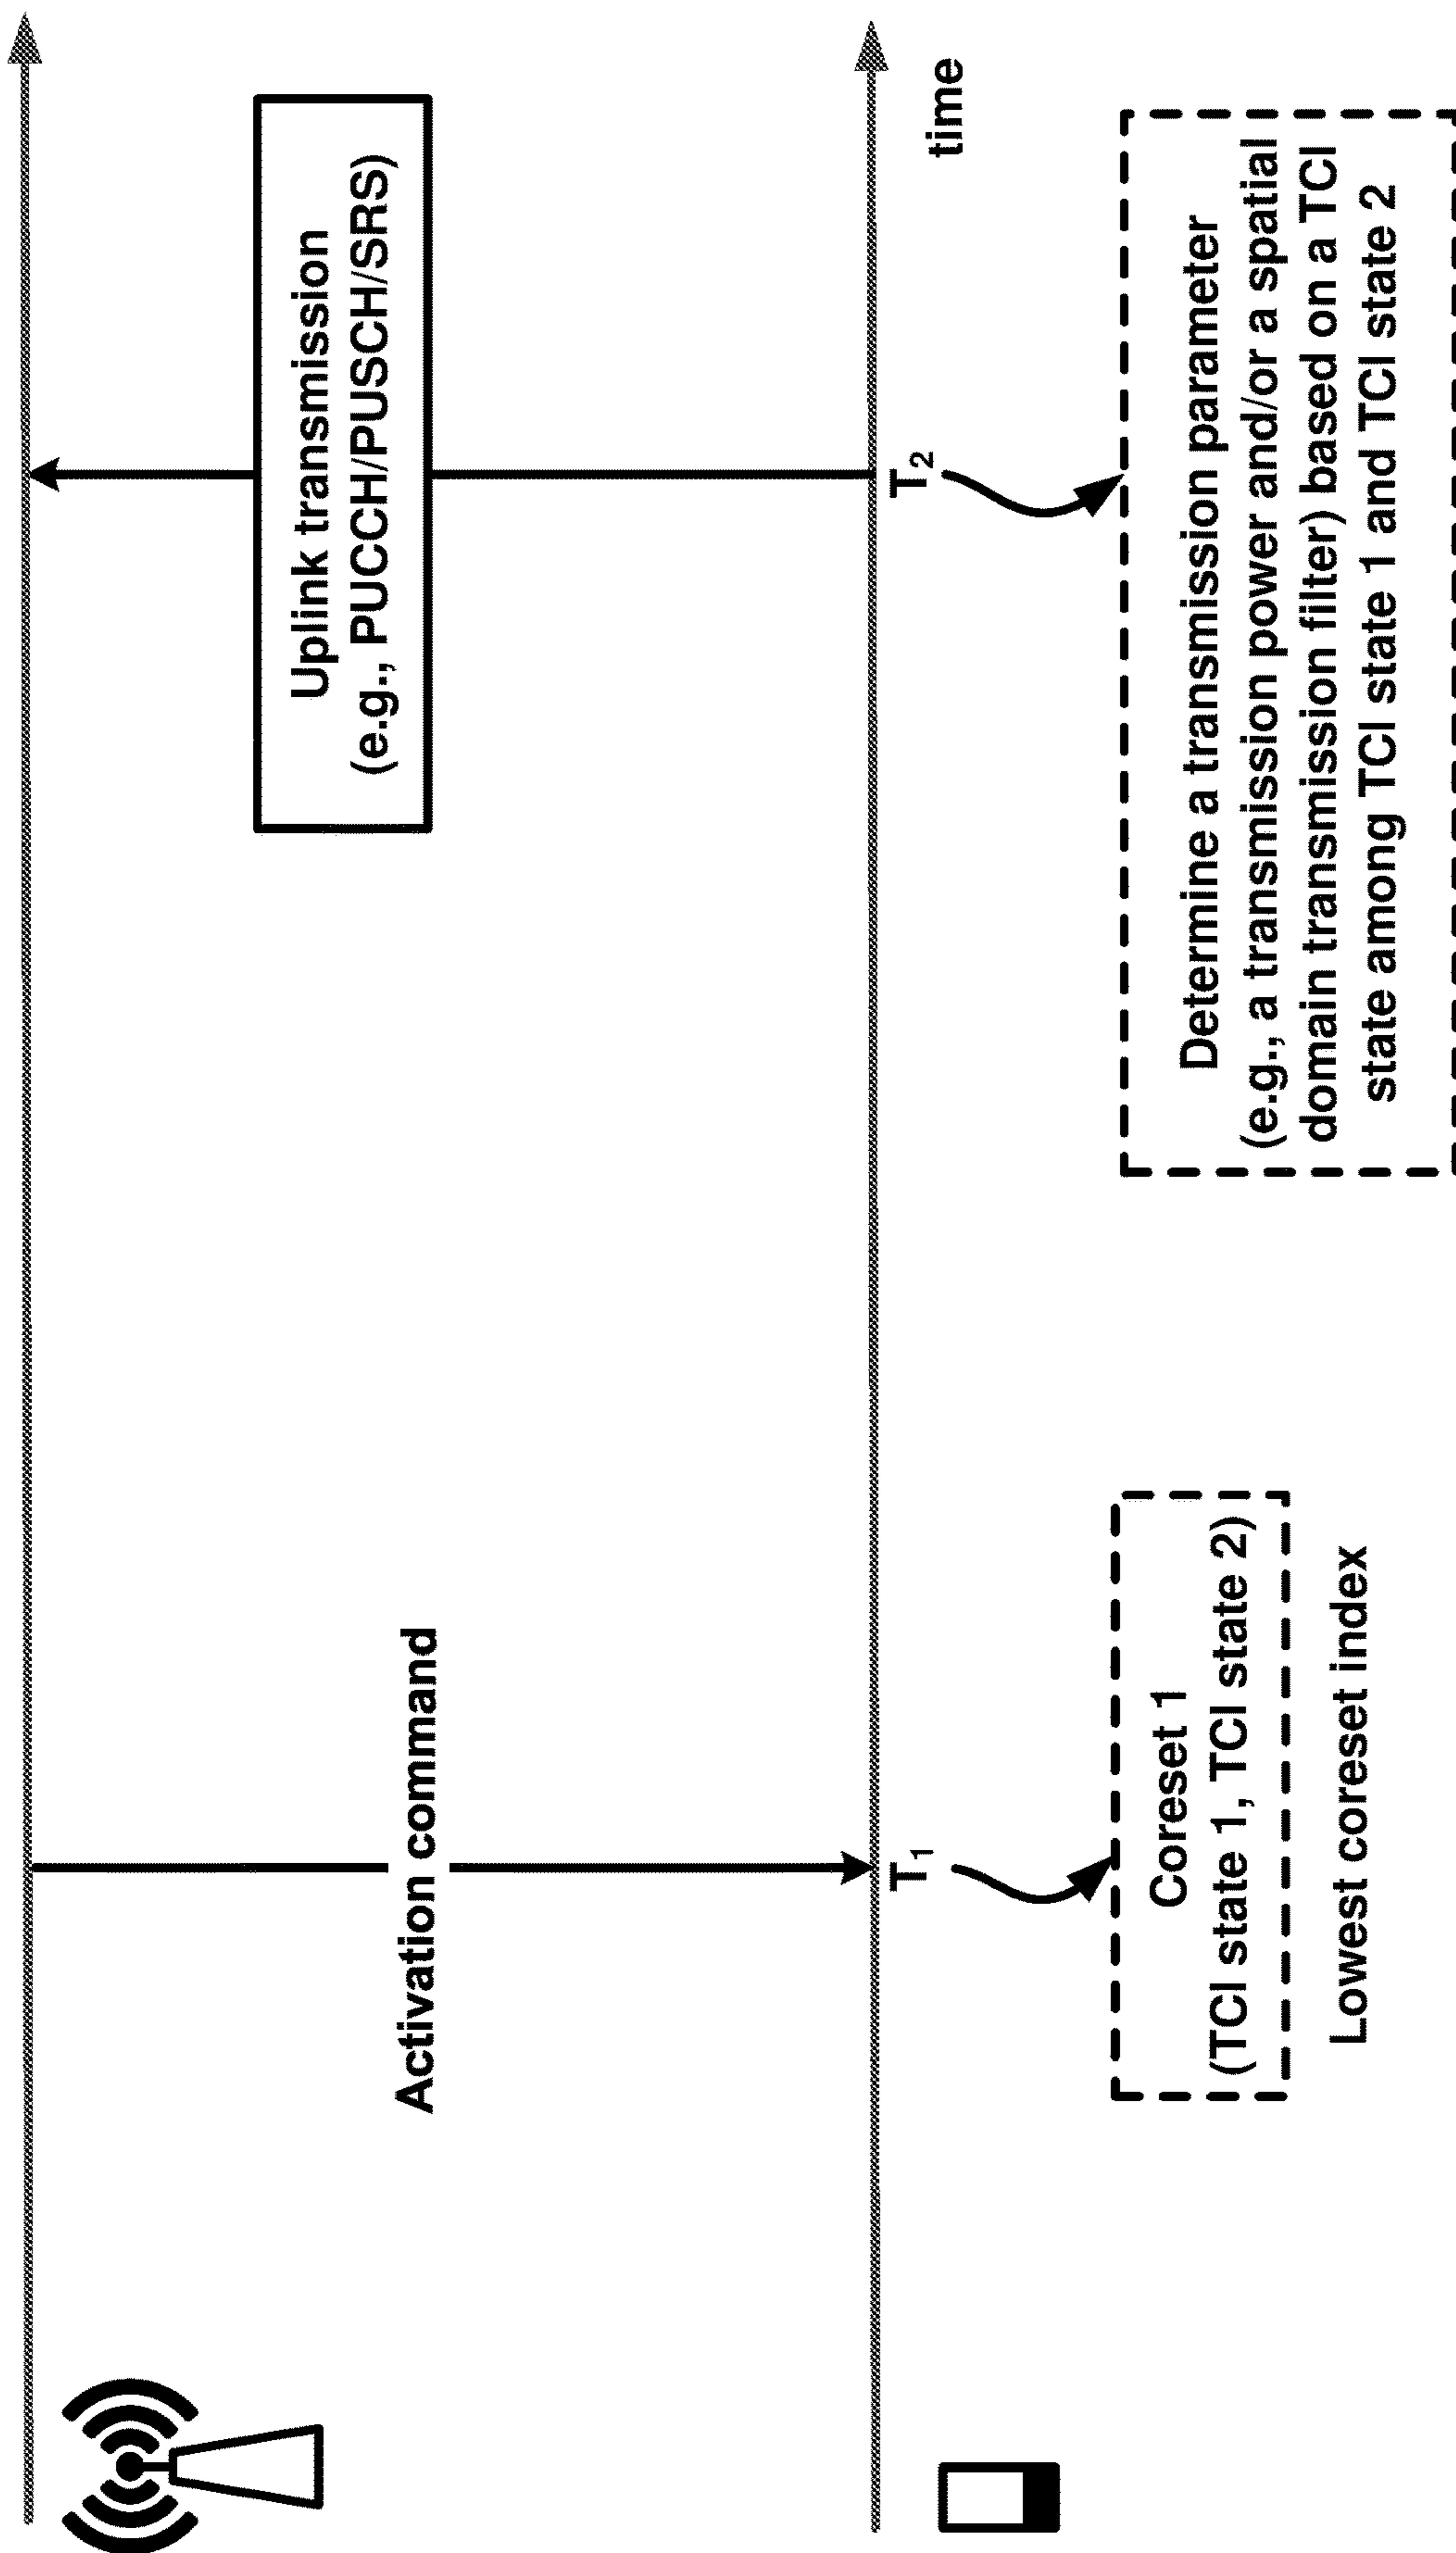 Activation command
Uplink transmission
(e.g., PUCCH/PUSCH/SRS)
T1
T2
time
Coreset 1
(TCI state 1, TCI state 2)
Lowest coreset index
Determine a transmission parameter
(e.g., a transmission power and/or a spatial
domain transmission filter) based on a TCI
state among TCI state 1 and TCI state 2